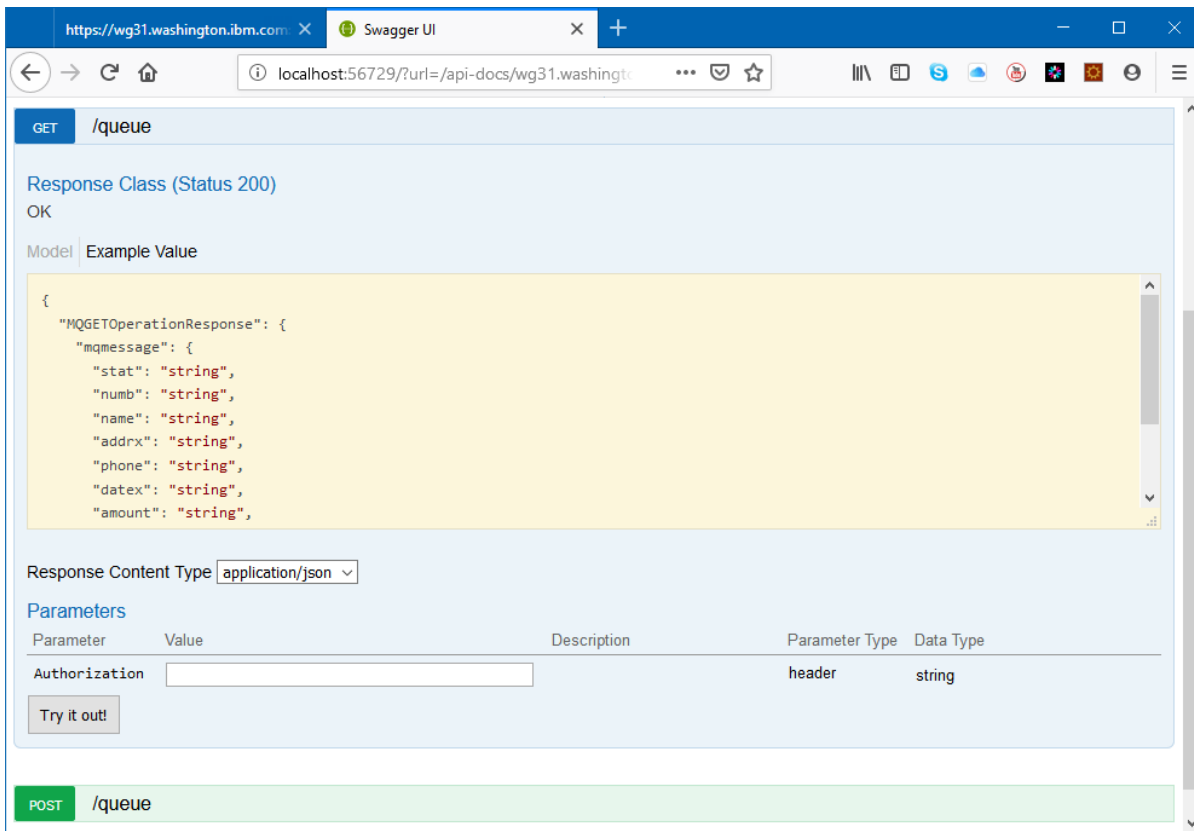 https://wg31.washington.ibm.com
Swagger UI
localhost:56729/?url=/api-docs/wg31.washingt
GET /queue
Response Class (Status 200)
OK
Model Example Value
{
"MQGETOperationResponse": {
"mqmessage": {
"stat": "string",
"numb": "string",
"name": "string",
"addrx": "string",
"phone": "string",
"datex": "string",
"amount": "string",
Response Content Type application/json
Parameters
Parameter Value Description Parameter Type Data Type
Authorization header string
Try it out!
POST /queue